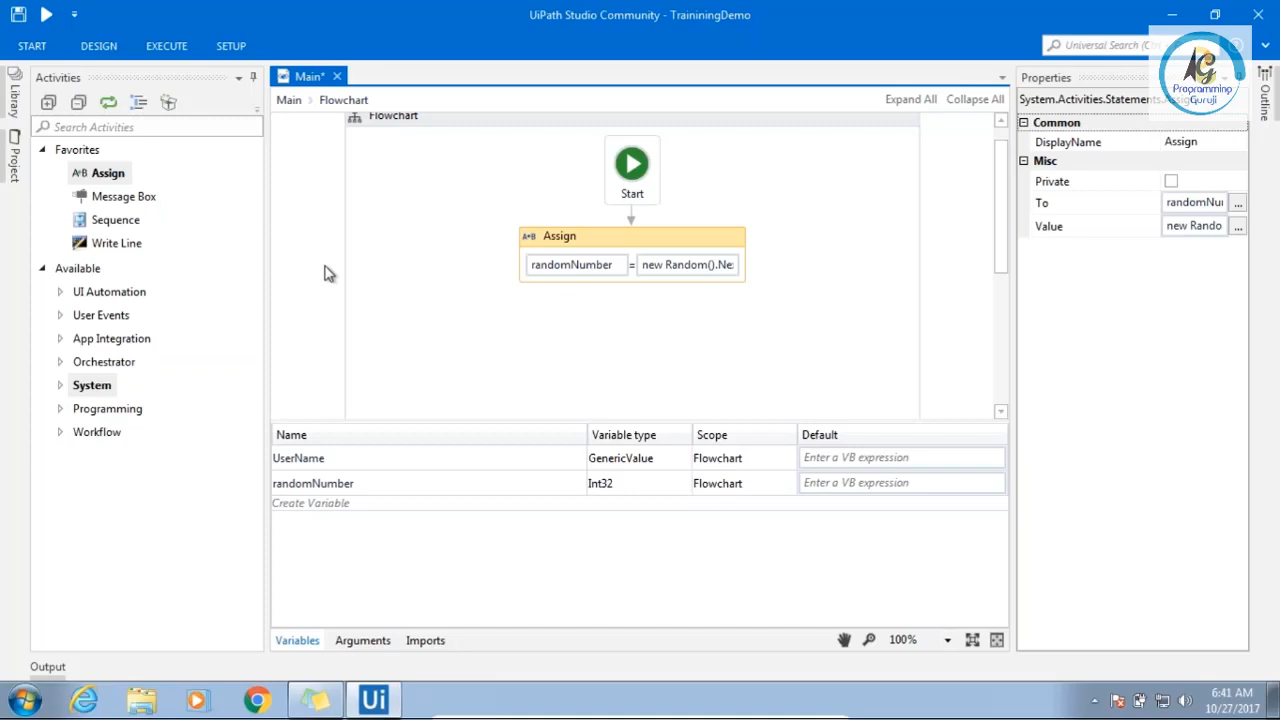 UiPath Studio Community - TraininingDemo
START DESIGN EXECUTE SETUP
Universal Search
Programming
Guruji
Library
Project
Activities
Search Activities
Favorites
Assign
Message Box
Sequence
Write Line
Available
UI Automation
User Events
App Integration
Orchestrator
System
Programming
Workflow
Main*
Main Flowchart
Expand All Collapse All
Flowchart
Start
A*B Assign
randomNumber = new Random().Ne
Name Variable type Scope Default
UserName GenericValue Flowchart Enter a VB expression
randomNumber Int32 Flowchart Enter a VB expression
Create Variable
Variables Arguments Imports
100%
Properties
System.Activities.Statements
Common
DisplayName Assign
Misc
Private
To randomNu ...
Value new Rando ...
Outline
Output
Ui
6:41 AM
10/27/2017